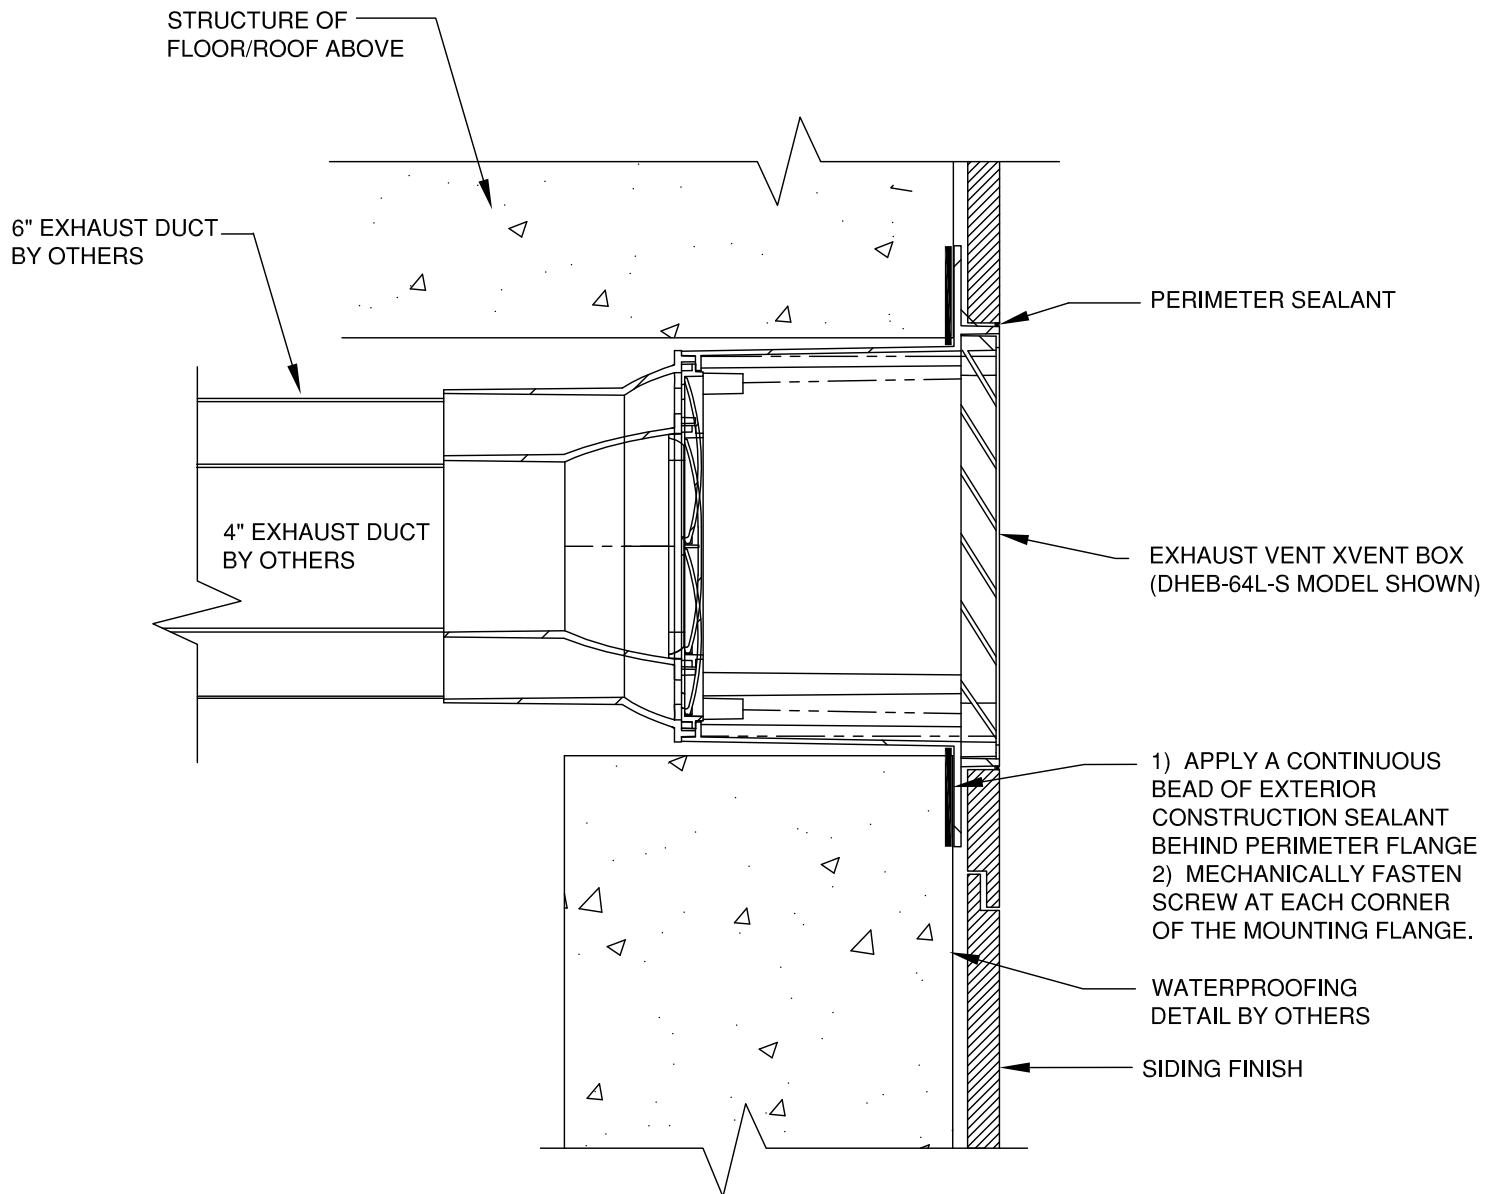 STRUCTURE OF
FLOOR/ROOF ABOVE
6" EXHAUST DUCT
BY OTHERS
PERIMETER SEALANT
4" EXHAUST DUCT
BY OTHERS
EXHAUST VENT XVENT BOX
(DHEB-64L-S MODEL SHOWN)
1) APPLY A CONTINUOUS
BEAD OF EXTERIOR
CONSTRUCTION SEALANT
BEHIND PERIMETER FLANGE
2) MECHANICALLY FASTEN
SCREW AT EACH CORNER
OF THE MOUNTING FLANGE.
WATERPROOFING
DETAIL BY OTHERS
SIDING FINISH